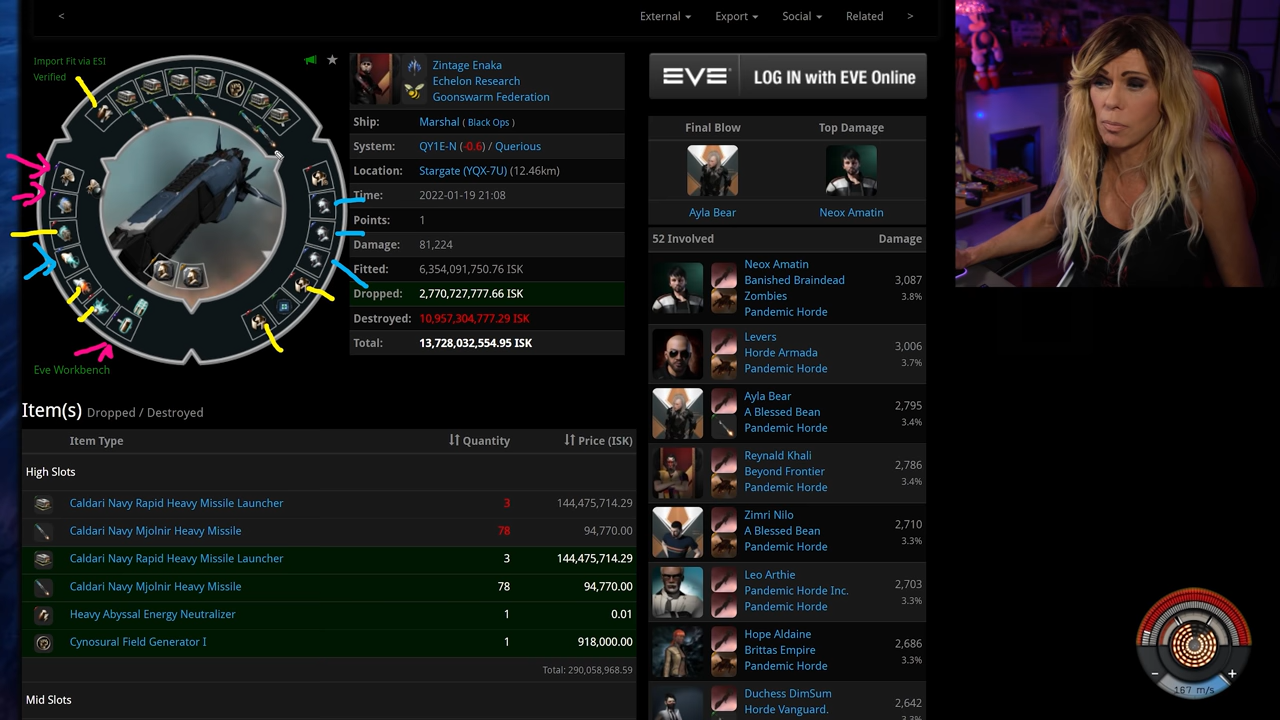 <
External
Export
Social
Related
>
Import Fit via ESI
Verified
Eve Workbench
Zintage Enaka
Echelon Research
Goonswarm Federation
Ship: Marshal ( Black Ops )
System: QY1E-N (-0.6) / Querious
Location: Stargate (YQX-7U) (12.46km)
Time: 2022-01-19 21:08
Points: 1
Damage: 81,224
Fitted: 6,354,091,750.76 ISK
Dropped: 2,770,727,777.66 ISK
Destroyed: 10,957,304,777.29 ISK
Total: 13,728,032,554.95 ISK
Item(s) Dropped / Destroyed
Item Type Quantity Price (ISK)
High Slots
Caldari Navy Rapid Heavy Missile Launcher 3 144,475,714.29
Caldari Navy Mjolnir Heavy Missile 78 94,770.00
Caldari Navy Rapid Heavy Missile Launcher 3 144,475,714.29
Caldari Navy Mjolnir Heavy Missile 78 94,770.00
Heavy Abyssal Energy Neutralizer 1 0.01
Cynosural Field Generator I 1 918,000.00
Total: 290,058,968.59
Mid Slots
EVE LOG IN with EVE Online
Final Blow Top Damage
Ayla Bear Neox Amatin
52 Involved Damage
Neox Amatin
Banished Braindead
Zombies
Pandemic Horde
3,087
3.8%
Levers
Horde Armada
Pandemic Horde
3,006
3.7%
Ayla Bear
A Blessed Bean
Pandemic Horde
2,795
3.4%
Reynald Khali
Beyond Frontier
Pandemic Horde
2,786
3.4%
Zimri Nilo
A Blessed Bean
Pandemic Horde
2,710
3.3%
Leo Arthie
Pandemic Horde Inc.
Pandemic Horde
2,703
3.3%
Hope Aldaine
Brittas Empire
Pandemic Horde
2,686
3.3%
Duchess DimSum
Horde Vanguard.
2,642
3.3%
- +
167 m/s